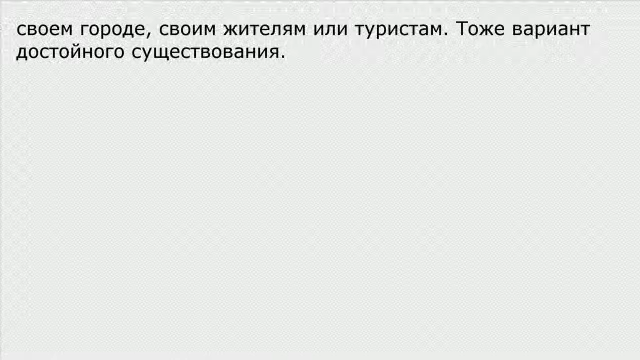 своем городе, своим жителям или туристам. Тоже вариант
достойного существования.